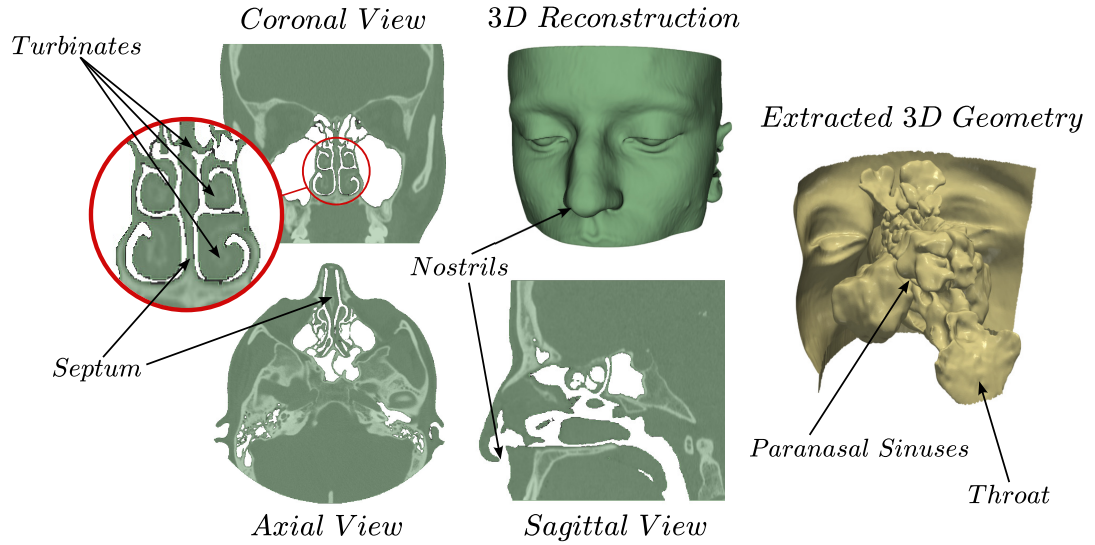 Coronal View
3D Reconstruction
Turbinates
Extracted 3D Geometry
Nostrils
Septum
Paranasal Sinuses
Throat
Axial View
Sagittal View